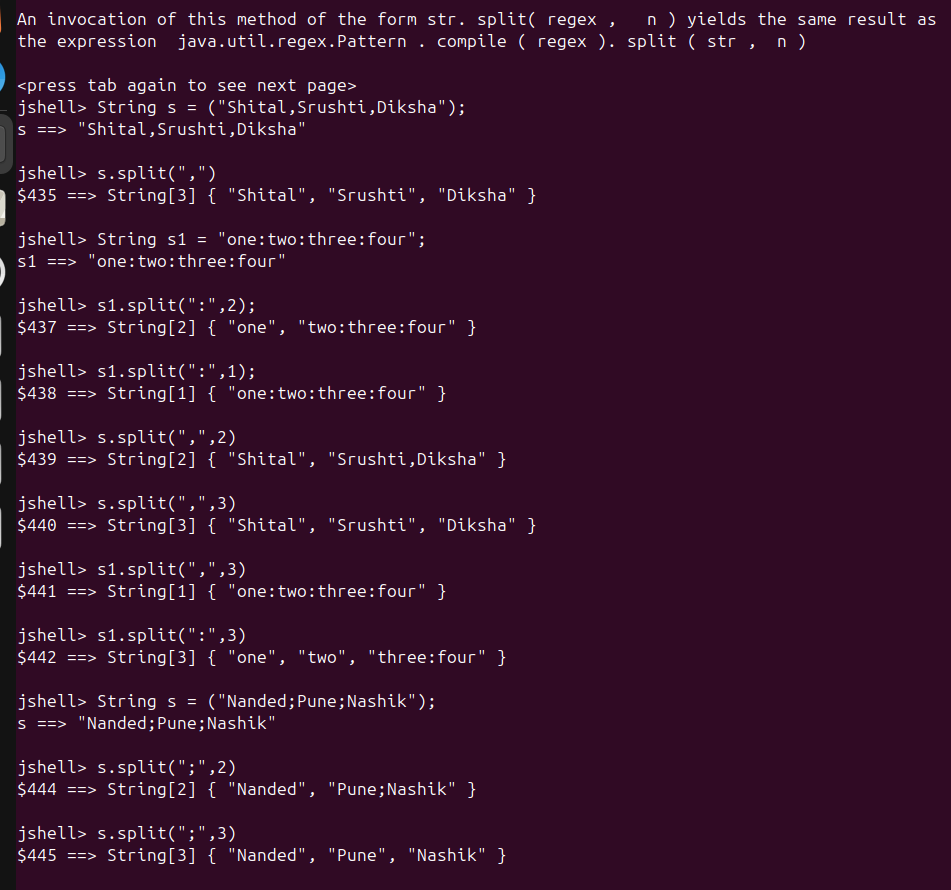 An invocation of this method of the form str. split( regex ,   n ) yields the same result as
the expression  java.util.regex.Pattern . compile ( regex ). split ( str ,  n )
<press tab again to see next page>
jshell> String s = ("Shital,Srushti,Diksha");
s ==> "Shital,Srushti,Diksha"
jshell> s.split(",")
$435 ==> String[3] { "Shital", "Srushti", "Diksha" }
jshell> String s1 = "one:two:three:four";
s1 ==> "one:two:three:four"
jshell> s1.split(":",2);
$437 ==> String[2] { "one", "two:three:four" }
jshell> s1.split(":",1);
$438 ==> String[1] { "one:two:three:four" }
jshell> s.split(",",2)
$439 ==> String[2] { "Shital", "Srushti,Diksha" }
jshell> s.split(",",3)
$440 ==> String[3] { "Shital", "Srushti", "Diksha" }
jshell> s1.split(",",3)
$441 ==> String[1] { "one:two:three:four" }
jshell> s1.split(":",3)
$442 ==> String[3] { "one", "two", "three:four" }
jshell> String s = ("Nanded;Pune;Nashik");
s ==> "Nanded;Pune;Nashik"
jshell> s.split(";",2)
$444 ==> String[2] { "Nanded", "Pune;Nashik" }
jshell> s.split(";",3)
$445 ==> String[3] { "Nanded", "Pune", "Nashik" }